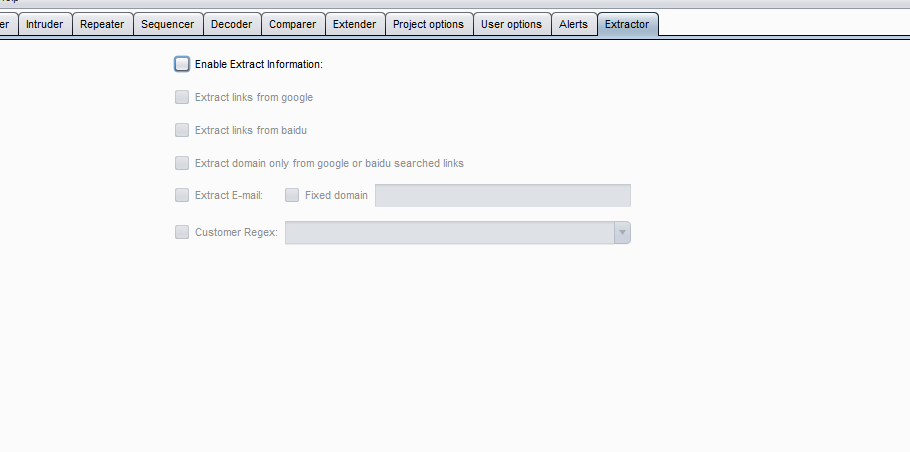 er Intruder Repeater Sequencer Decoder Comparer Extender Project options User options Alerts Extractor
Enable Extract Information:
Extract links from google
Extract links from baidu
Extract domain only from google or baidu searched links
Extract E-mail: Fixed domain
Customer Regex: